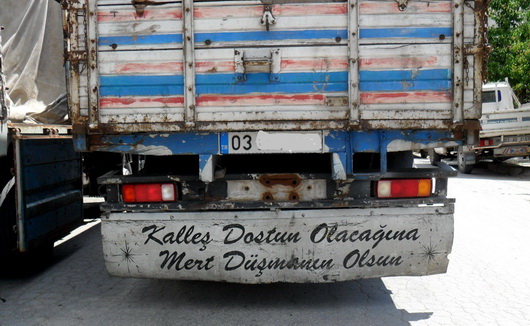 03
Kalleş Dostun Olacağına
Mert Düşmanın Olsun